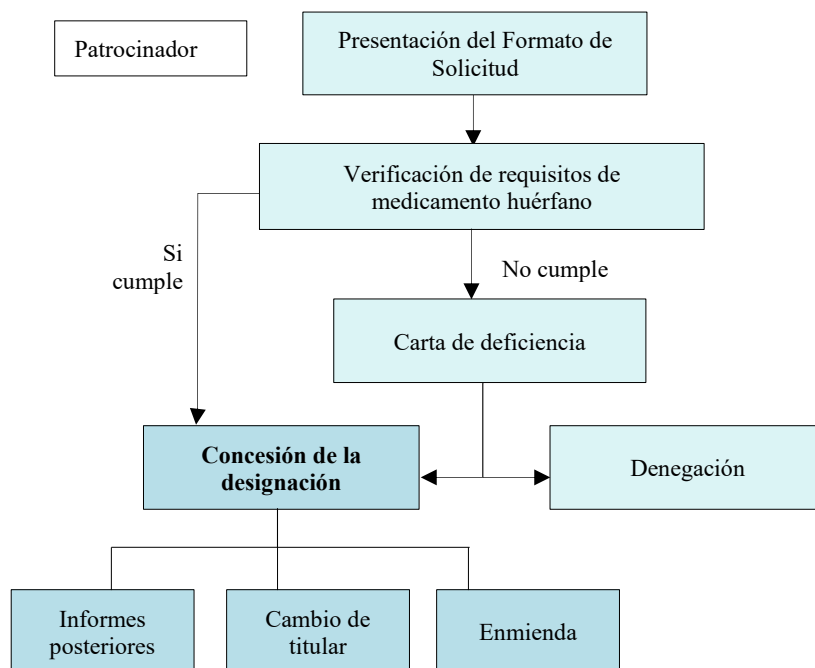 Patrocinador
Presentación del Formato de
Solicitud
Verificación de requisitos de
medicamento huérfano
Si
cumple
No cumple
Carta de deficiencia
Concesión de la
designación
Denegación
Informes
posteriores
Cambio de
titular
Enmienda